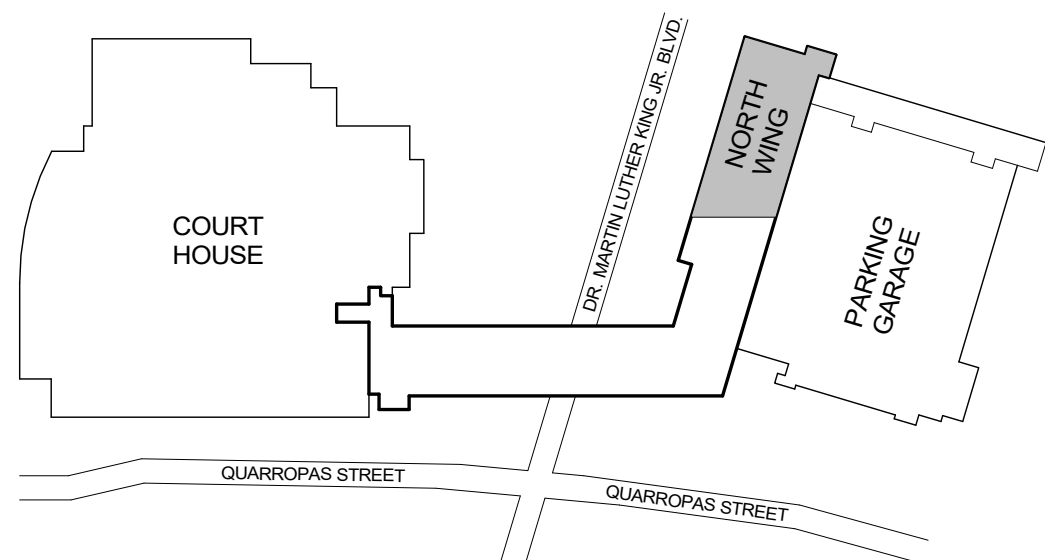 COURT
HOUSE
DR. MARTIN LUTHER KING JR. BLVD.
NORTH
WING
PARKING
GARAGE
QUARROPAS STREET
QUARROPAS STREET